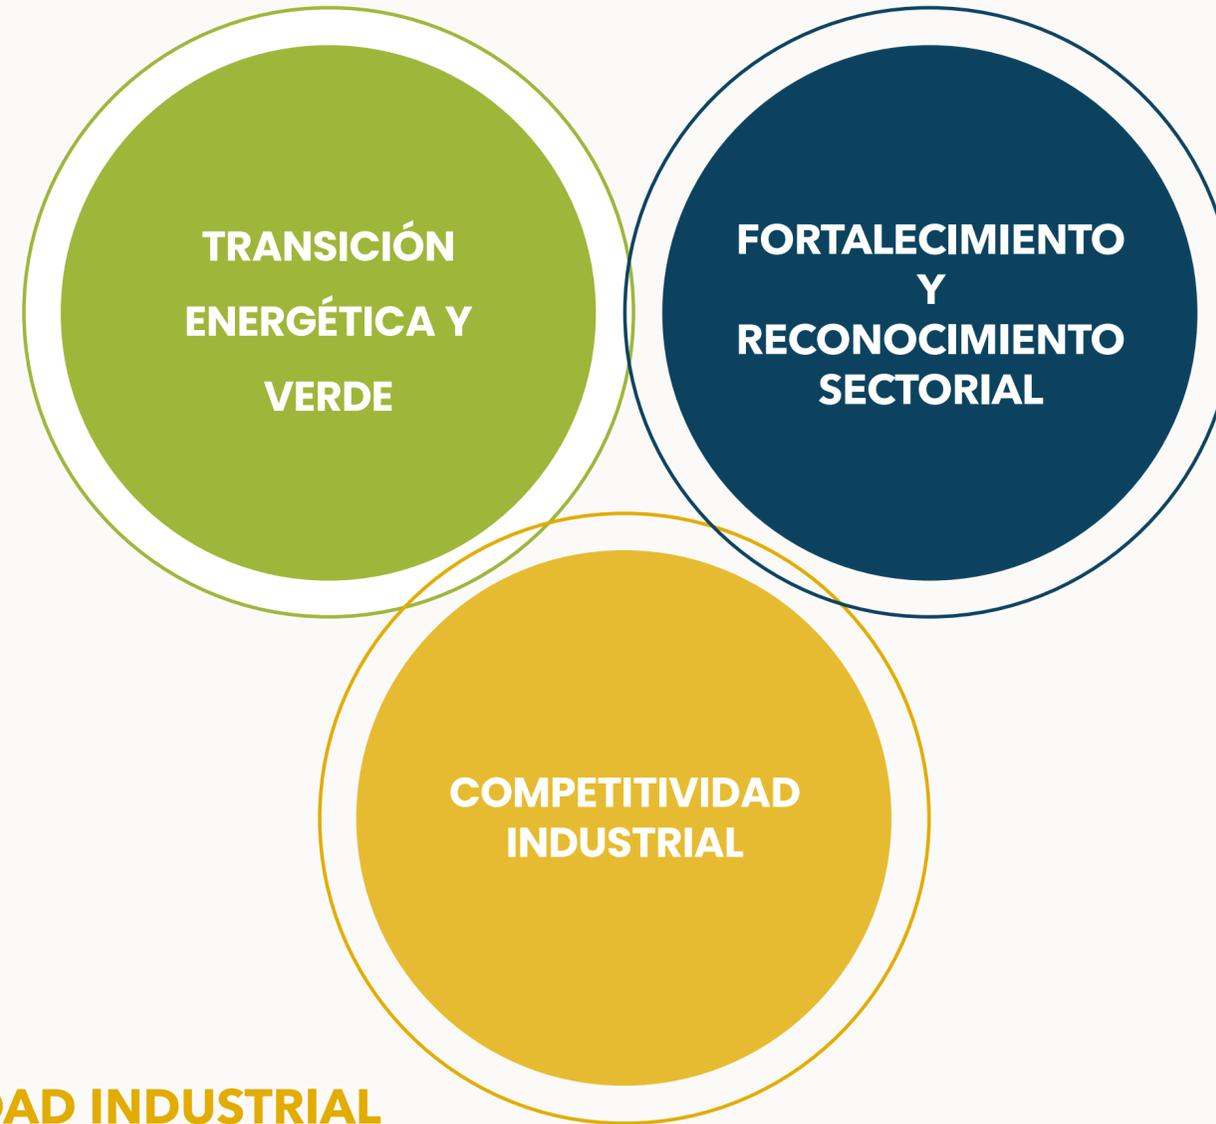 TRANSICIÓN
ENERGÉTICA Y
VERDE
FORTALECIMIENTO
Y
RECONOCIMIENTO
SECTORIAL
COMPETITIVIDAD
INDUSTRIAL
DAD INDUSTRIAL